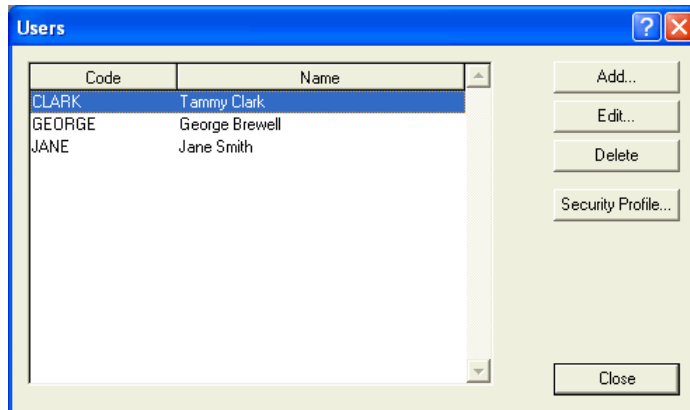 Users
Code Name
CLARK Tammy Clark
GEORGE George Brewell
JANE Jane Smith
Add...
Edit...
Delete
Security Profile...
Close